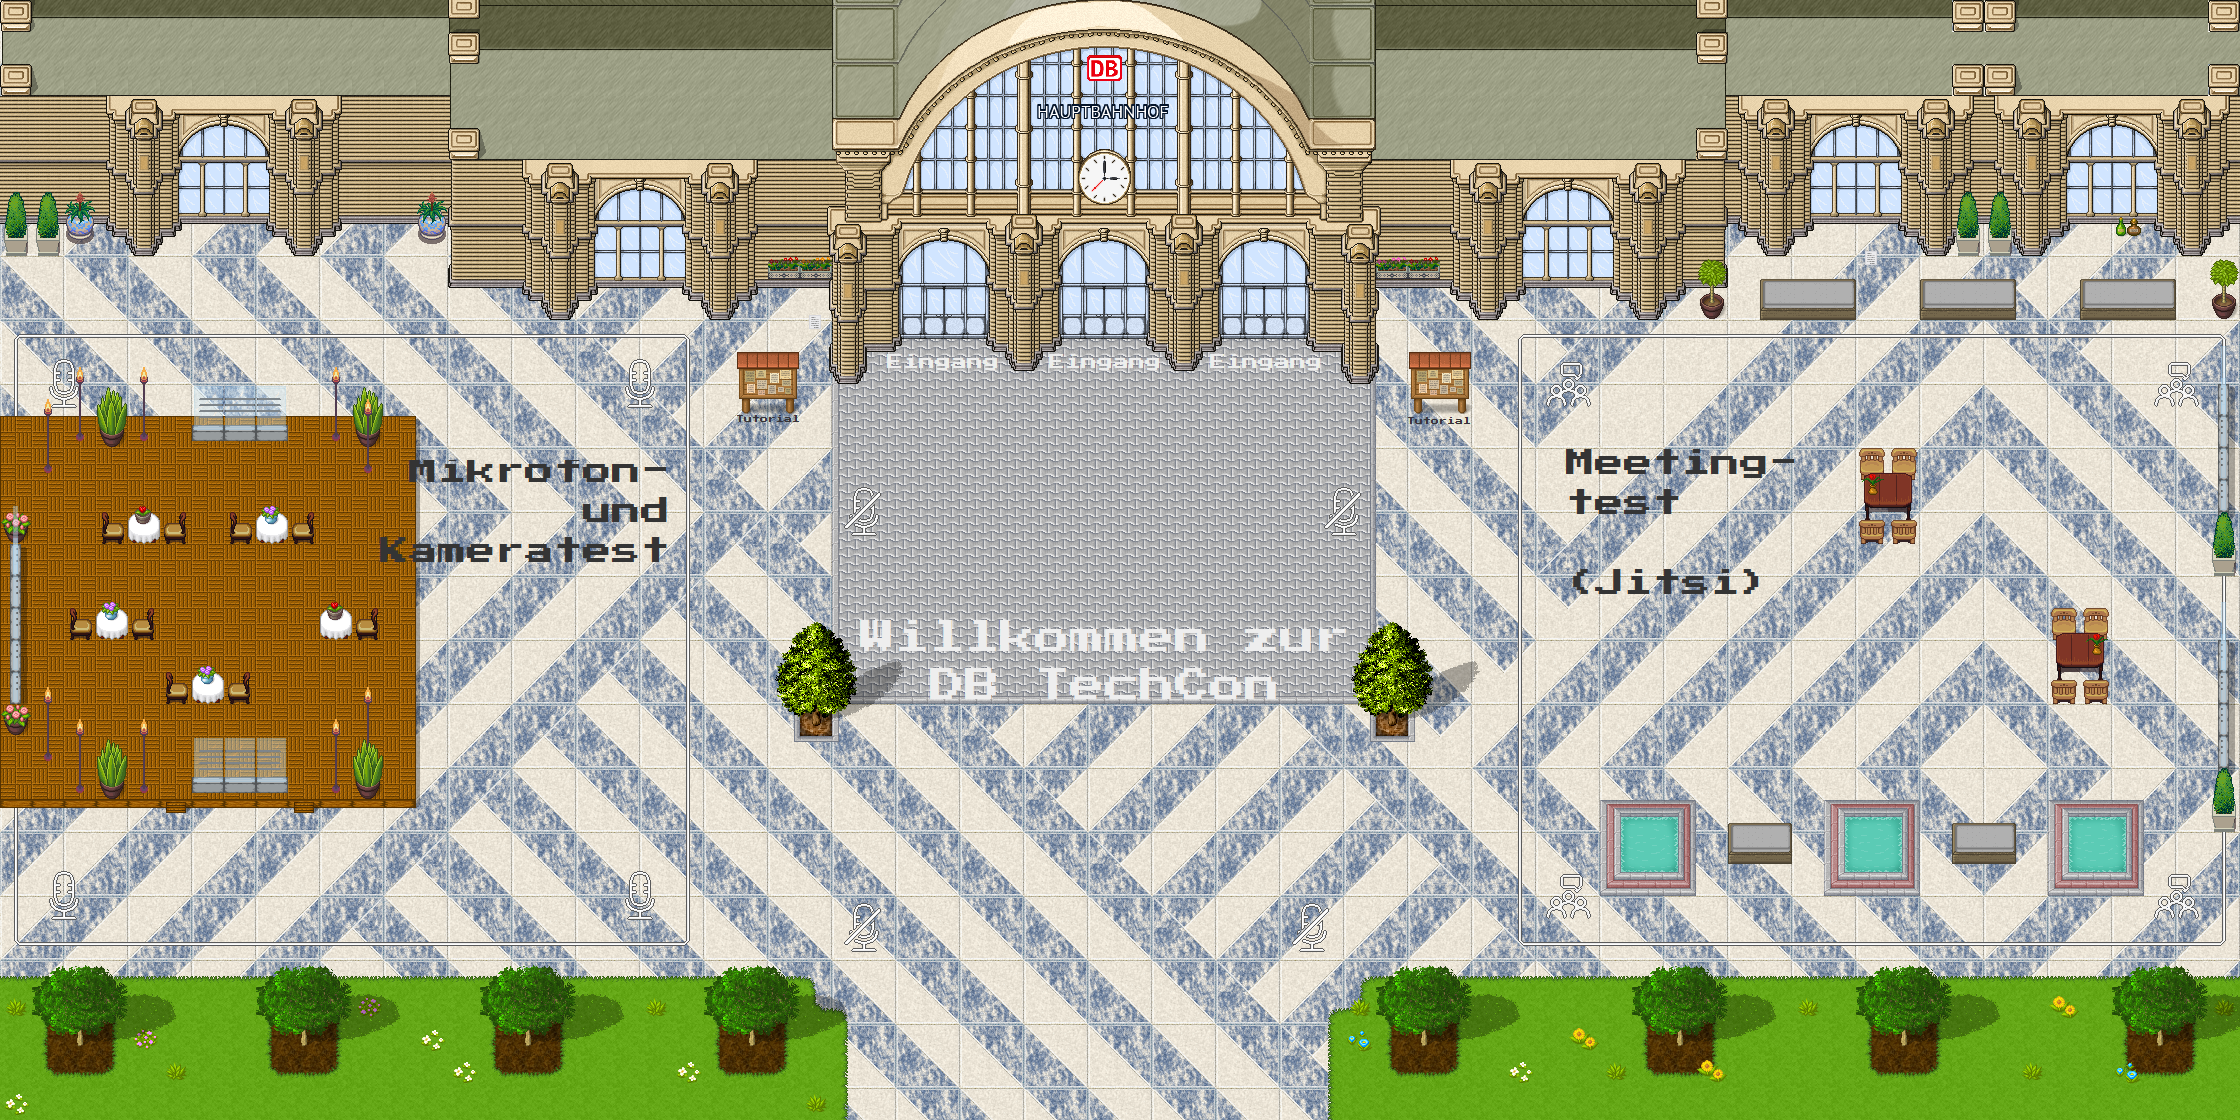 DB
HAUPTBAHNHOF
Eingang Eingang Eingang
Tutorial
Tutorial
Mikrofon-
und
Kameratest
Meeting-
test
(Jitsi)
Willkommen zur
DB TechCon